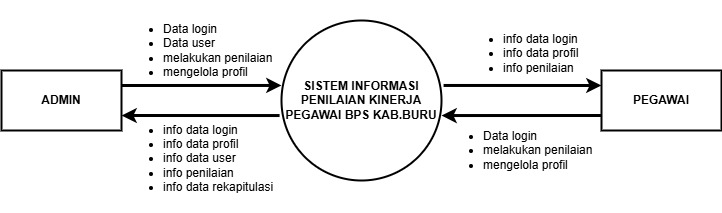 • Data login
• Data user
• melakukan penilaian
• mengelola profil
• info data login
• info data profil
• info penilaian
ADMIN
SISTEM INFORMASI
PENILAIAN KINERJA
PEGAWAI BPS KAB.BURU
PEGAWAI
• info data login
• info data profil
• info data user
• info penilaian
• info data rekapitulasi
• Data login
• melakukan penilaian
• mengelola profil